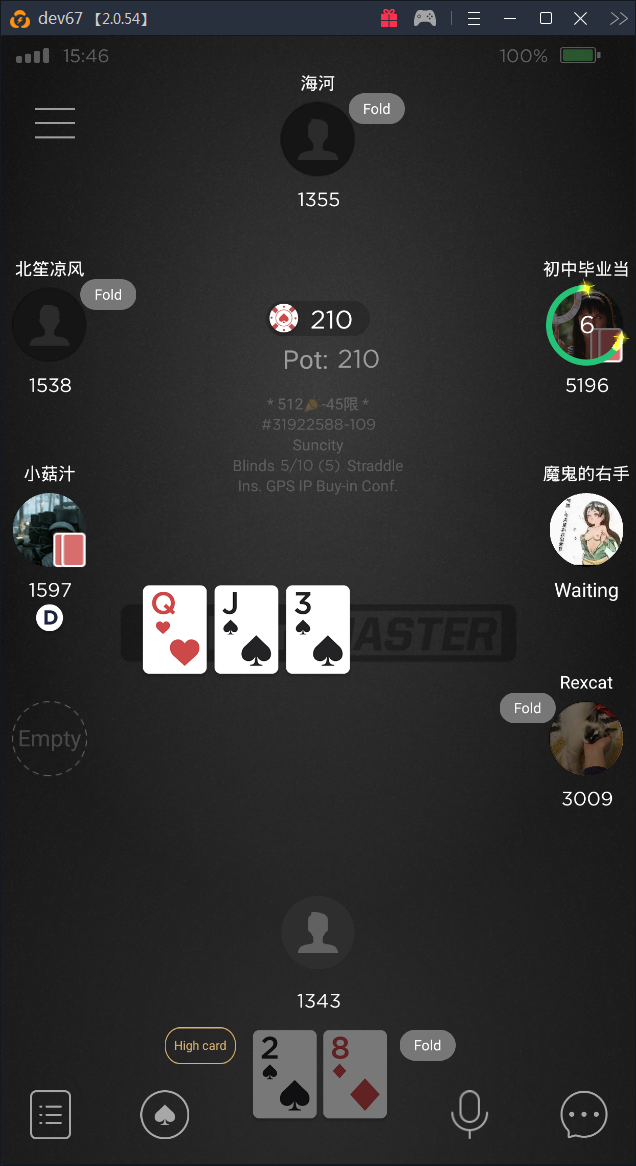 dev67 【2.0.54】
15:46
100%
海河
Fold
1355
北笙凉风
Fold
1538
初中毕业当
6
5196
210
Pot: 210
* 512🎺-45限 *
#31922588-109
Suncity
Blinds 5/10 (5) Straddle
Ins. GPS IP Buy-in Conf.
小菇汁
1597
D
魔鬼的右手
Waiting
Q
J
3
MASTER
Rexcat
Fold
3009
Empty
1343
High card
2
8
Fold